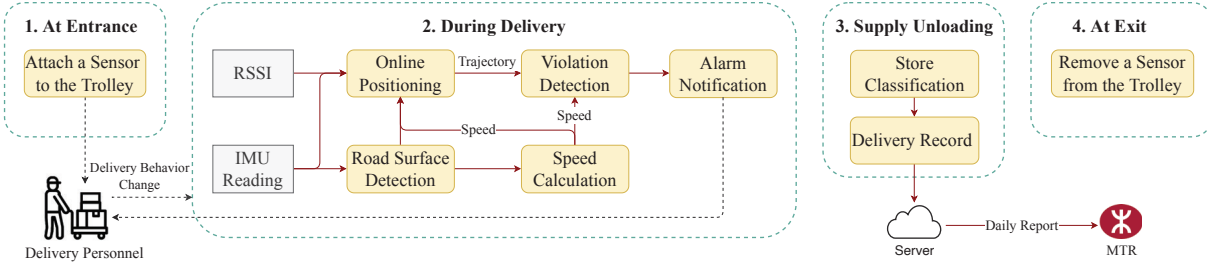 1. At Entrance
Attach a Sensor
to the Trolley
Delivery Behavior
Change
Delivery Personnel
2. During Delivery
RSSI
IMU
Reading
Online
Positioning
Trajectory
Violation
Detection
Alarm
Notification
Speed
Speed
Road Surface
Detection
Speed
Calculation
3. Supply Unloading
Store
Classification
Delivery Record
Server
Daily Report
MTR
4. At Exit
Remove a Sensor
from the Trolley